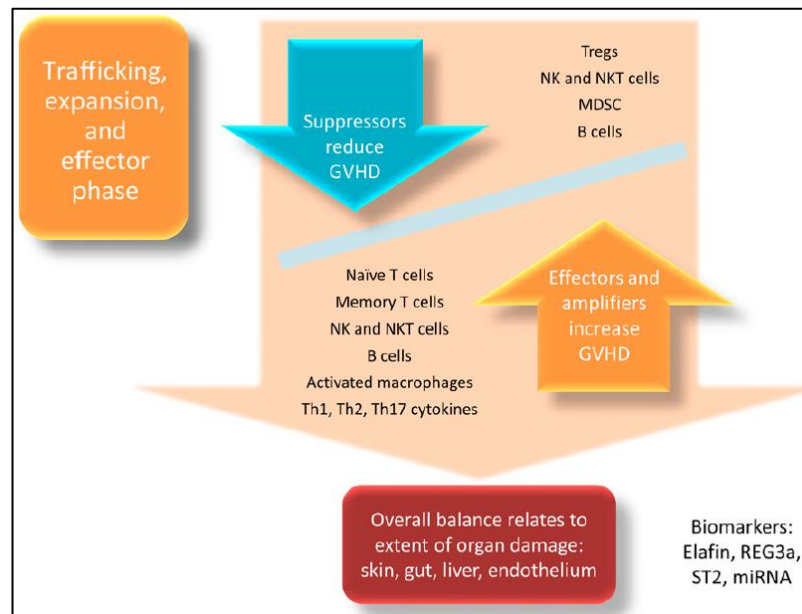 Trafficking,
expansion,
and
effector
phase
Suppressors
reduce
GVHD
Tregs
NK and NKT cells
MDSC
B cells
Naïve T cells
Memory T cells
NK and NKT cells
B cells
Activated macrophages
Th1, Th2, Th17 cytokines
Effectors and
amplifiers
increase
GVHD
Overall balance relates to
extent of organ damage:
skin, gut, liver, endothelium
Biomarkers:
Elafin, REG3a,
ST2, miRNA